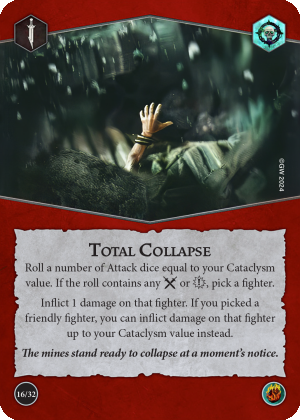 ©GW 2024
TOTAL COLLAPSE
Roll a number of Attack dice equal to your Cataclysm
value. If the roll contains any or , pick a fighter.
Inflict 1 damage on that fighter. If you picked a
friendly fighter, you can inflict damage on that fighter
up to your Cataclysm value instead.
The mines stand ready to collapse at a moment's notice.
16/32